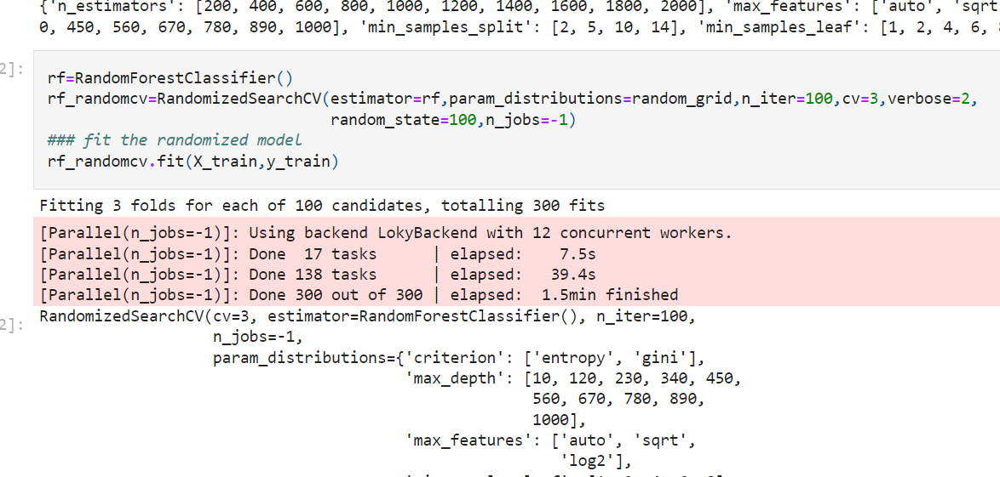 {'n_estimators': [200, 400, 600, 800, 1000, 1200, 1400, 1600, 1800, 2000], 'max_features': ['auto', 'sqrt
0, 450, 560, 670, 780, 890, 1000], 'min_samples_split': [2, 5, 10, 14], 'min_samples_leaf': [1, 2, 4, 6,
2]:
rf=RandomForestClassifier()
rf_randomcv=RandomizedSearchCV(estimator=rf,param_distributions=random_grid,n_iter=100,cv=3,verbose=2,
random_state=100,n_jobs=-1)
### fit the randomized model
rf_randomcv.fit(X_train,y_train)
Fitting 3 folds for each of 100 candidates, totalling 300 fits
[Parallel(n_jobs=-1)]: Using backend LokyBackend with 12 concurrent workers.
[Parallel(n_jobs=-1)]: Done  17 tasks      | elapsed:    7.5s
[Parallel(n_jobs=-1)]: Done 138 tasks      | elapsed:   39.4s
[Parallel(n_jobs=-1)]: Done 300 out of 300 | elapsed:  1.5min finished
2]:
RandomizedSearchCV(cv=3, estimator=RandomForestClassifier(), n_iter=100,
n_jobs=-1,
param_distributions={'criterion': ['entropy', 'gini'],
'max_depth': [10, 120, 230, 340, 450,
560, 670, 780, 890,
1000],
'max_features': ['auto', 'sqrt',
'log2'],